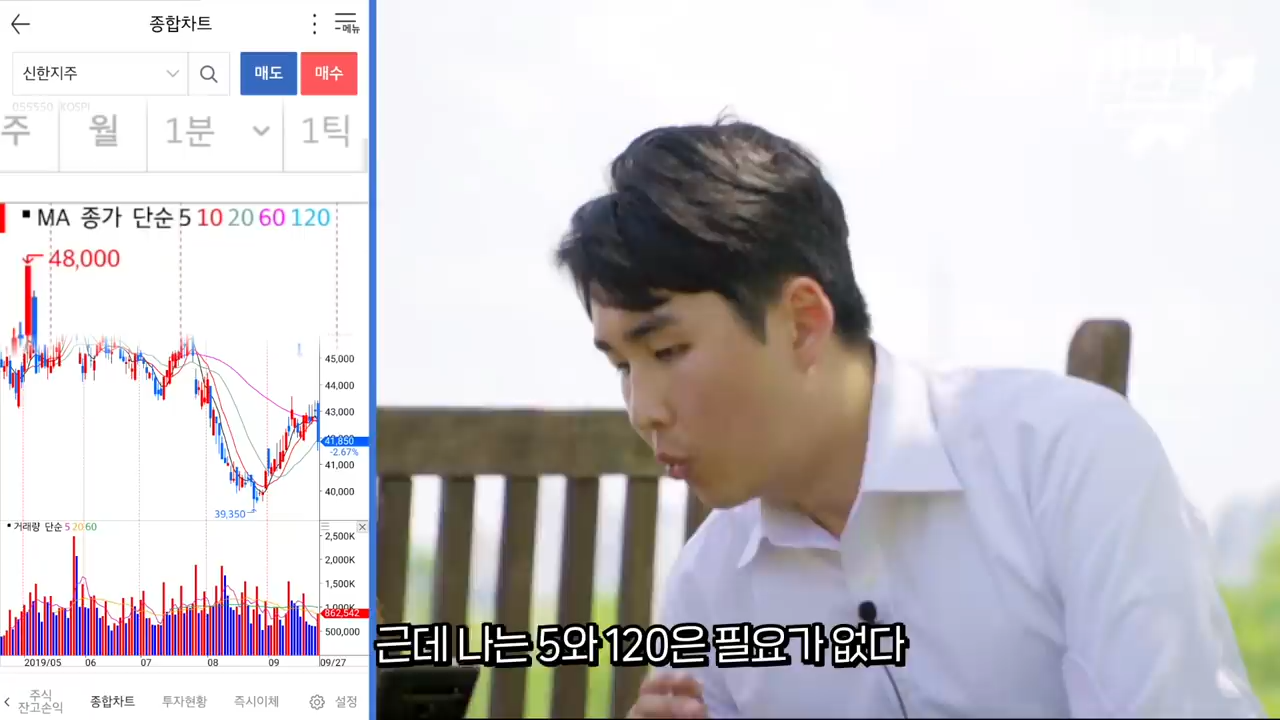 종합차트
메뉴
신한지주
매도
매수
055550 KOSPI
주 월 1분 1틱
MA 종가 단순 5 10 20 60 120
48,000
45,000
44,000
43,000
41,850
-2.67%
41,000
40,000
39,350
거래량 단순 5 20 60
2,500K
2,000K
1,500K
1,000K
862,542
500,000
2019/05 06 07 08 09 09/27
주식
잔고손익
종합차트
투자현황
즉시이체
설정
근데 나는 5와 120은 필요가 없다